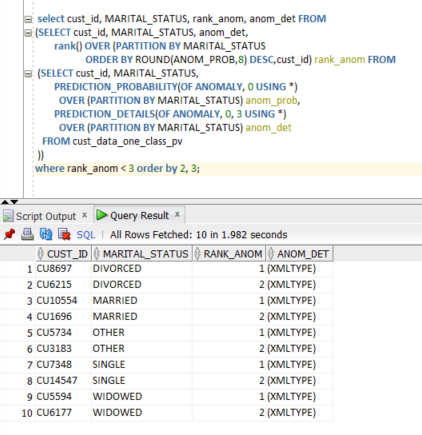 select cust_id, MARITAL_STATUS, rank_anom, anom_det FROM
(SELECT cust_id, MARITAL_STATUS, anom_det,
rank() OVER (PARTITION BY MARITAL_STATUS
ORDER BY ROUND(ANOM_PROB,8) DESC,cust_id) rank_anom FROM
(SELECT cust_id, MARITAL_STATUS,
PREDICTION_PROBABILITY(OF ANOMALY, 0 USING *)
OVER (PARTITION BY MARITAL_STATUS) anom_prob,
PREDICTION_DETAILS(OF ANOMALY, 0, 3 USING *)
OVER (PARTITION BY MARITAL_STATUS) anom_det
FROM cust_data_one_class_pv
))
where rank_anom < 3 order by 2, 3;
Script Output x Query Result x
SQL | All Rows Fetched: 10 in 1.982 seconds
CUST_ID MARITAL_STATUS RANK_ANOM ANOM_DET
1 CU8697 DIVORCED 1 (XMLTYPE)
2 CU6215 DIVORCED 2 (XMLTYPE)
3 CU10554 MARRIED 1 (XMLTYPE)
4 CU1696 MARRIED 2 (XMLTYPE)
5 CU5734 OTHER 1 (XMLTYPE)
6 CU3183 OTHER 2 (XMLTYPE)
7 CU7348 SINGLE 1 (XMLTYPE)
8 CU14547 SINGLE 2 (XMLTYPE)
9 CU5594 WIDOWED 1 (XMLTYPE)
10 CU6177 WIDOWED 2 (XMLTYPE)